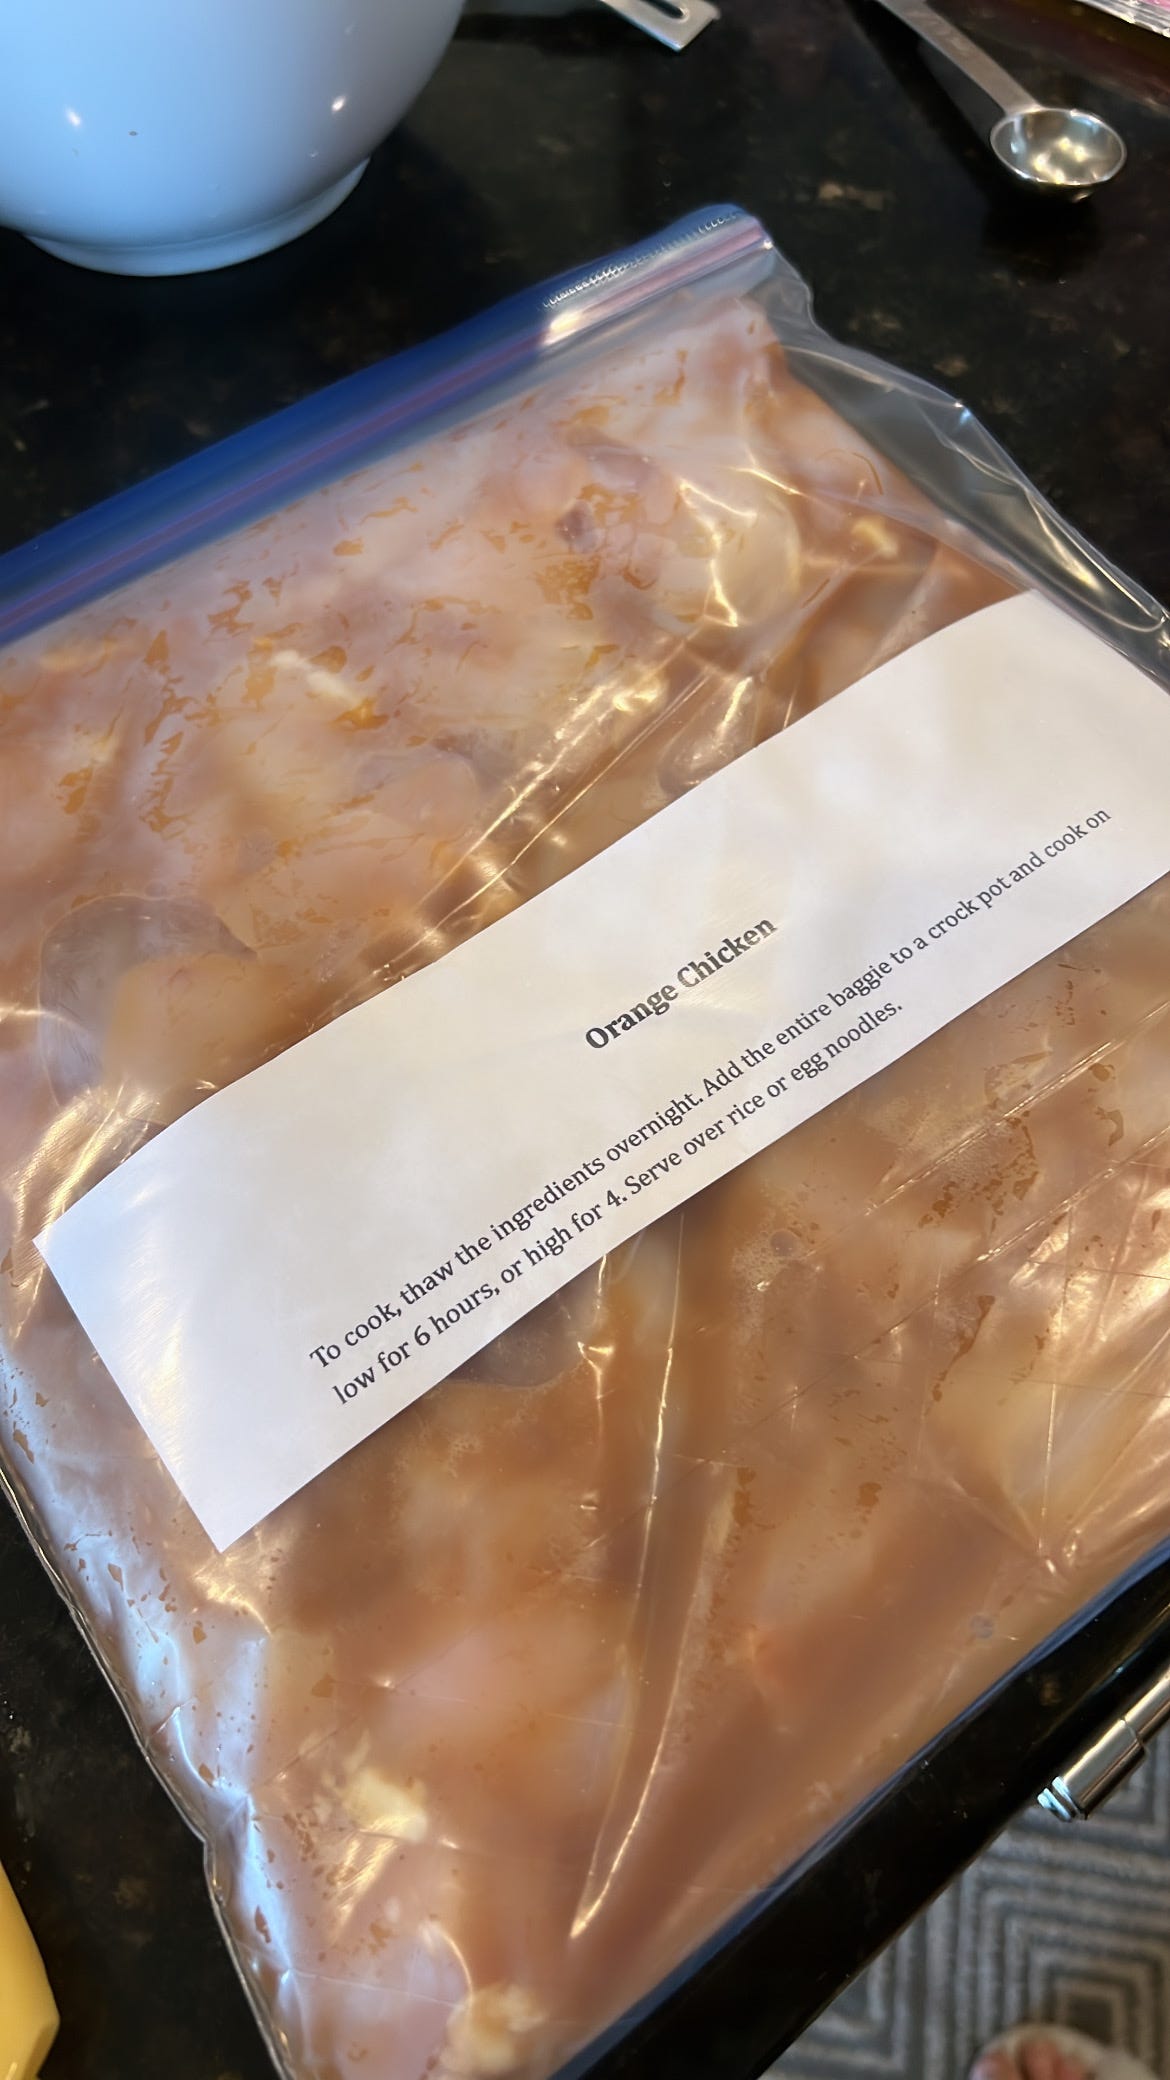 Orange Chicken
To cook, thaw the ingredients overnight. Add the entire baggie to a crock pot and cook on
low for 6 hours, or high for 4. Serve over rice or egg noodles.